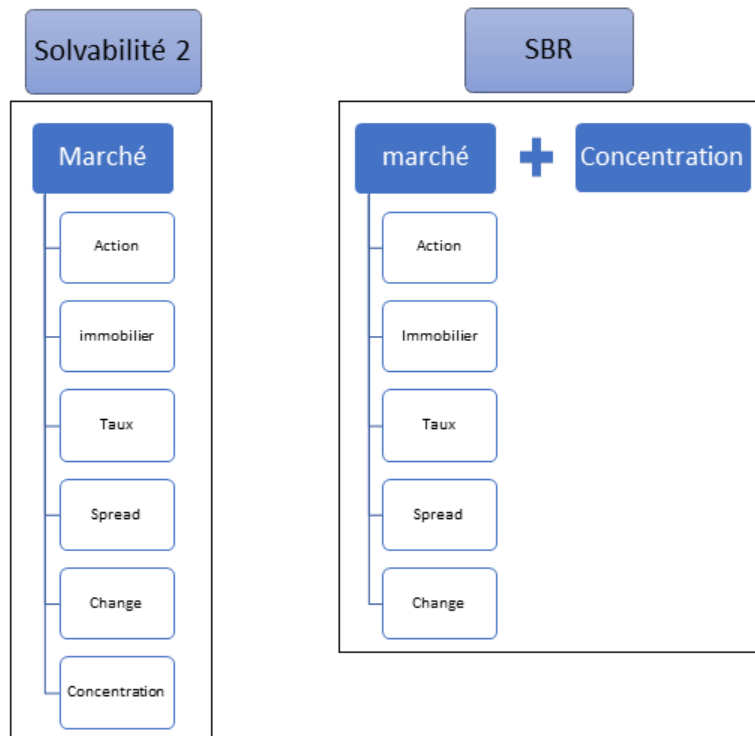 Solvabilité 2
Marché
Action
immobilier
Taux
Spread
Change
Concentration
SBR
marché
Concentration
Action
Immobilier
Taux
Spread
Change